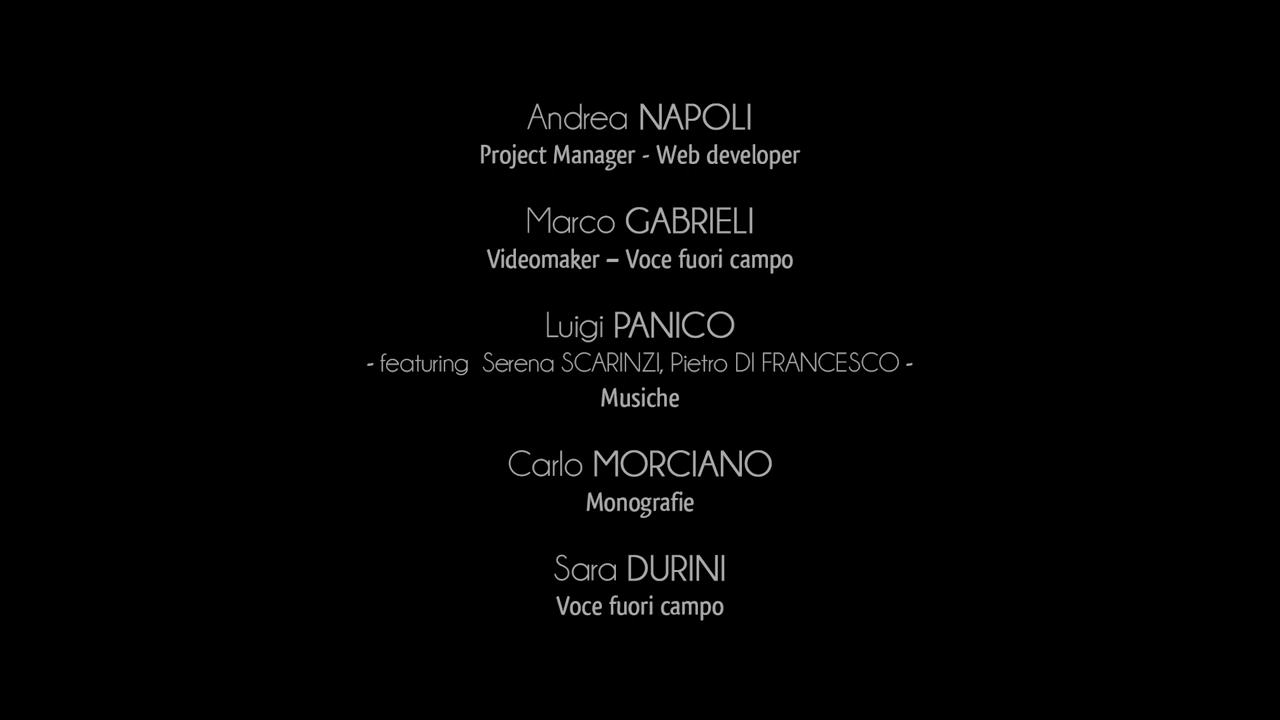 Andrea NAPOLI
Project Manager - Web developer
Marco GABRIELI
Videomaker – Voce fuori campo
Luigi PANICO
- featuring  Serena SCARINZI, Pietro DI FRANCESCO -
Musiche
Carlo MORCIANO
Monografie
Sara DURINI
Voce fuori campo